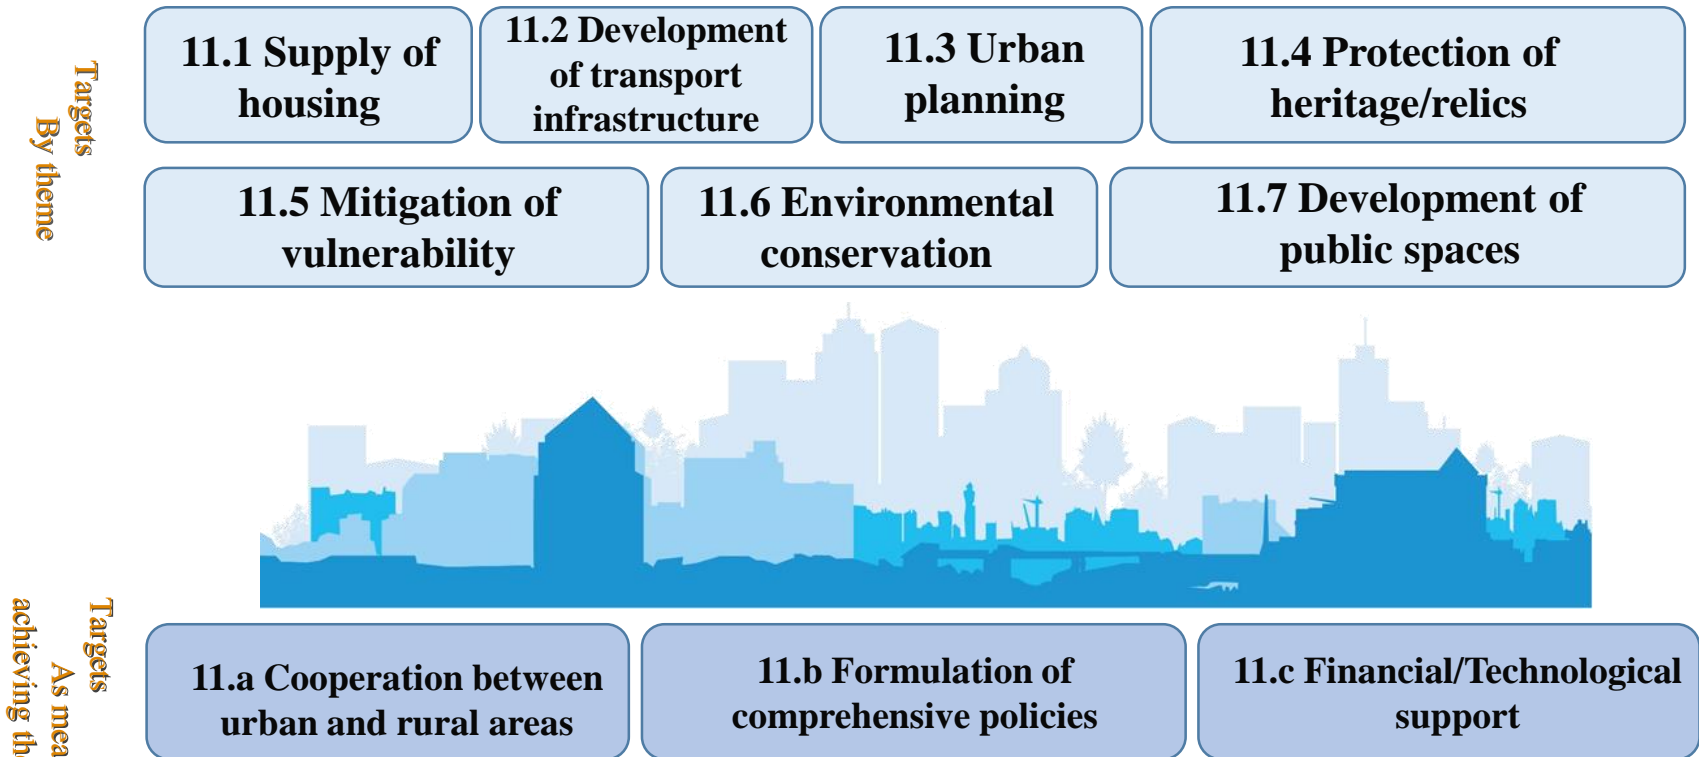 Targets
By theme
11.1 Supply of
housing
11.2 Development
of transport
infrastructure
11.3 Urban
planning
11.4 Protection of
heritage/relics
11.5 Mitigation of
vulnerability
11.6 Environmental
conservation
11.7 Development of
public spaces
Targets
As
achieving
11.a Cooperation between
urban and rural areas
11.b Formulation of
comprehensive policies
11.c Financial/Technological
support